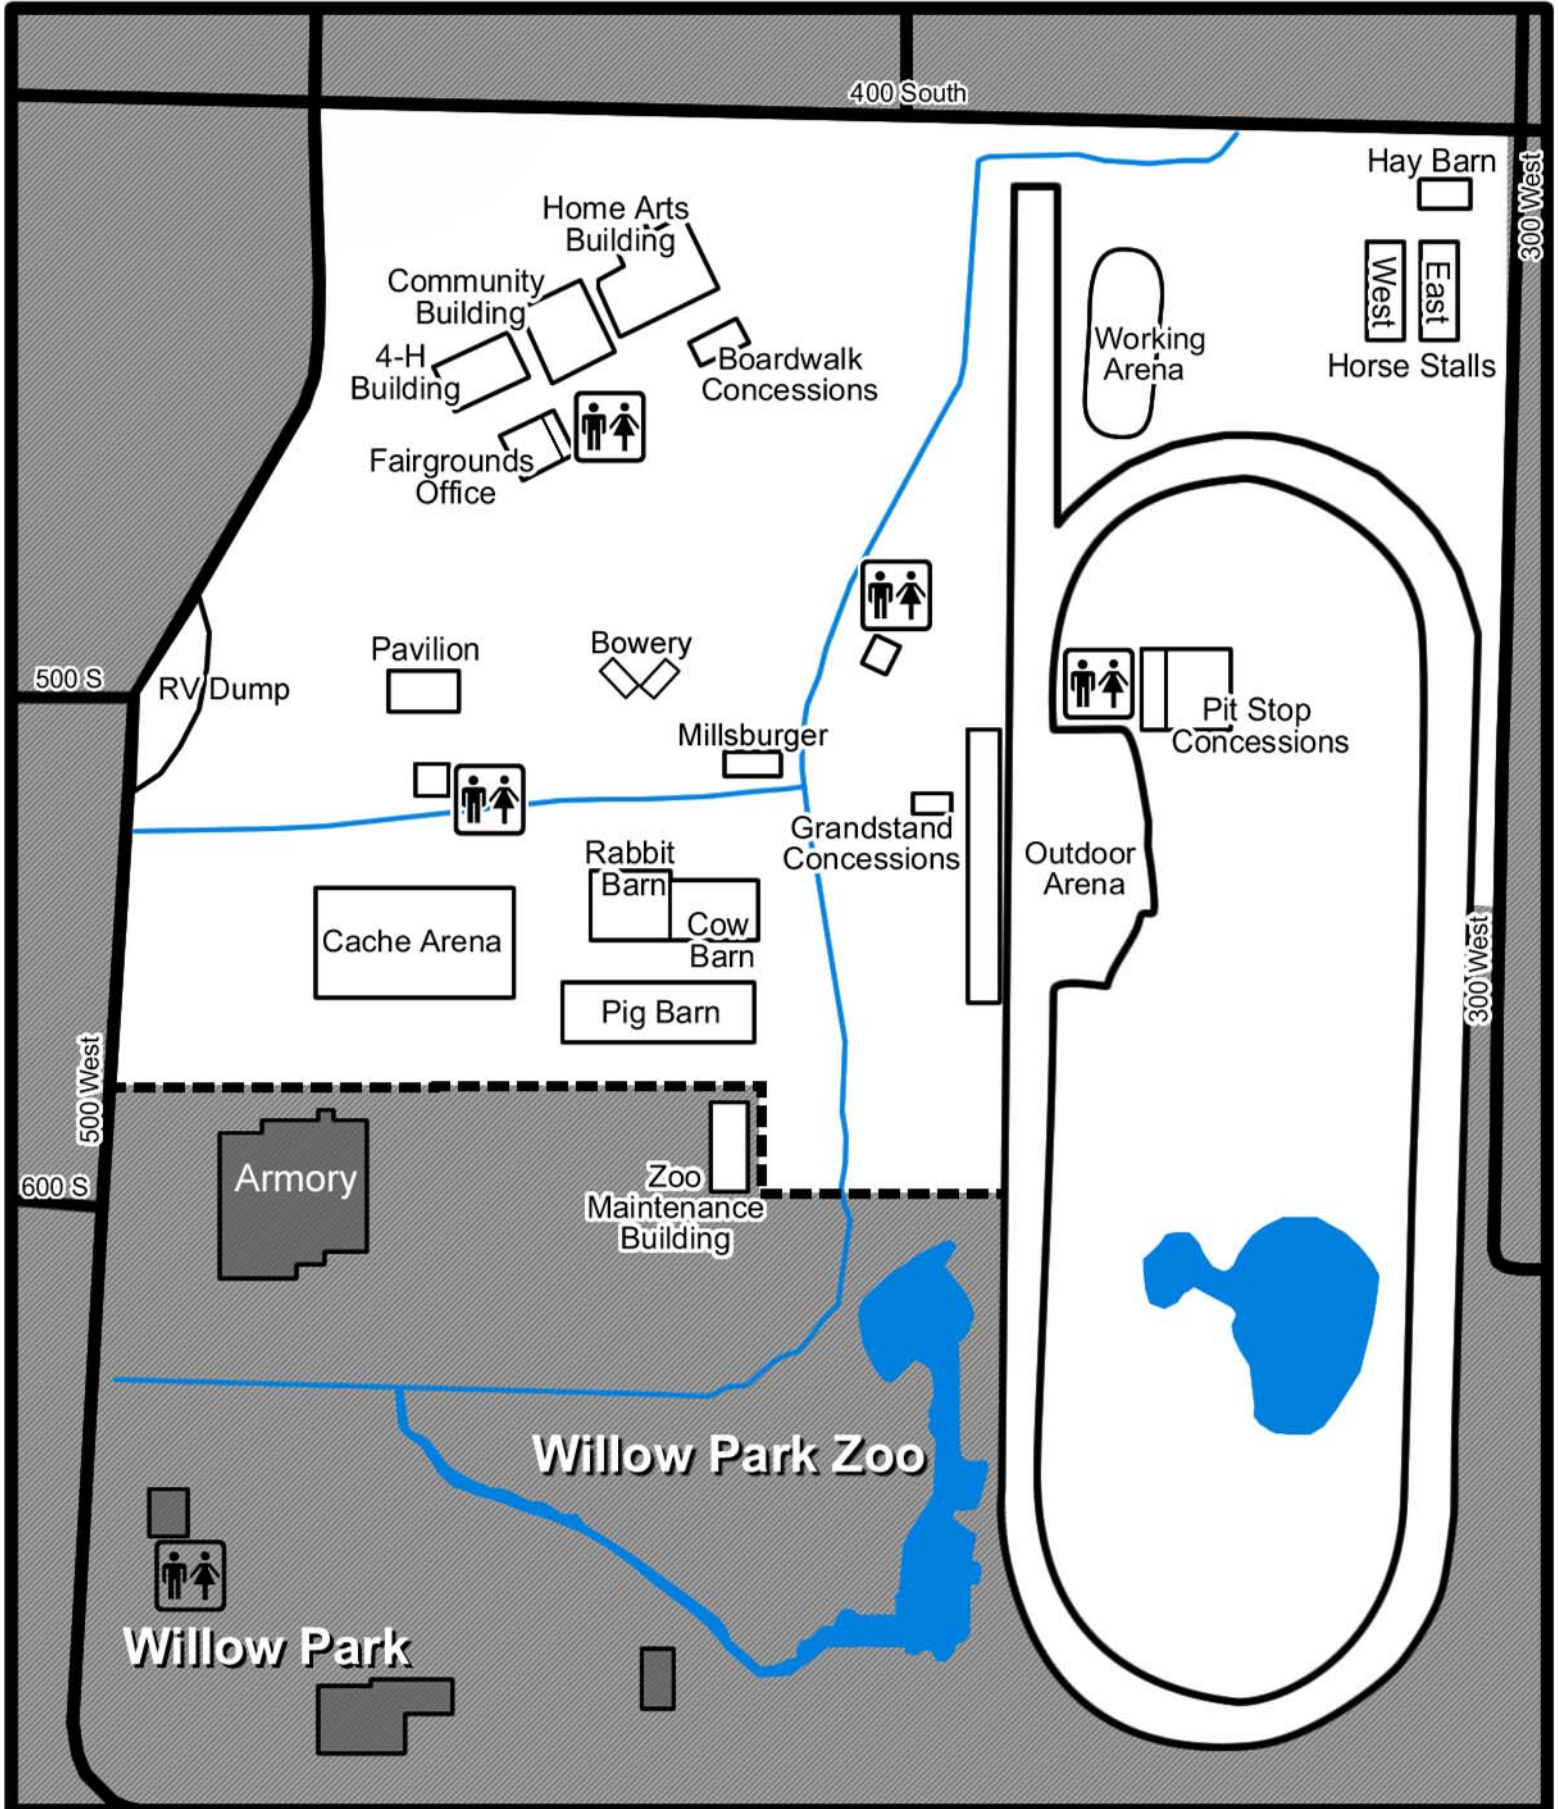 400 South
Hay Barn
300 West
Home Arts
Building
West
East
Community
Building
Working
Arena
4-H
Building
Boardwalk
Concessions
Horse Stalls
Fairgrounds
Office
Pavilion
Bowery
500 S
RV Dump
Pit Stop
Concessions
Millsburger
Grandstand
Concessions
Outdoor
Arena
Rabbit
Barn
Cow
Barn
Cache Arena
300 West
Pig Barn
500 West
Armory
Zoo
Maintenance
Building
600 S
Willow Park Zoo
Willow Park